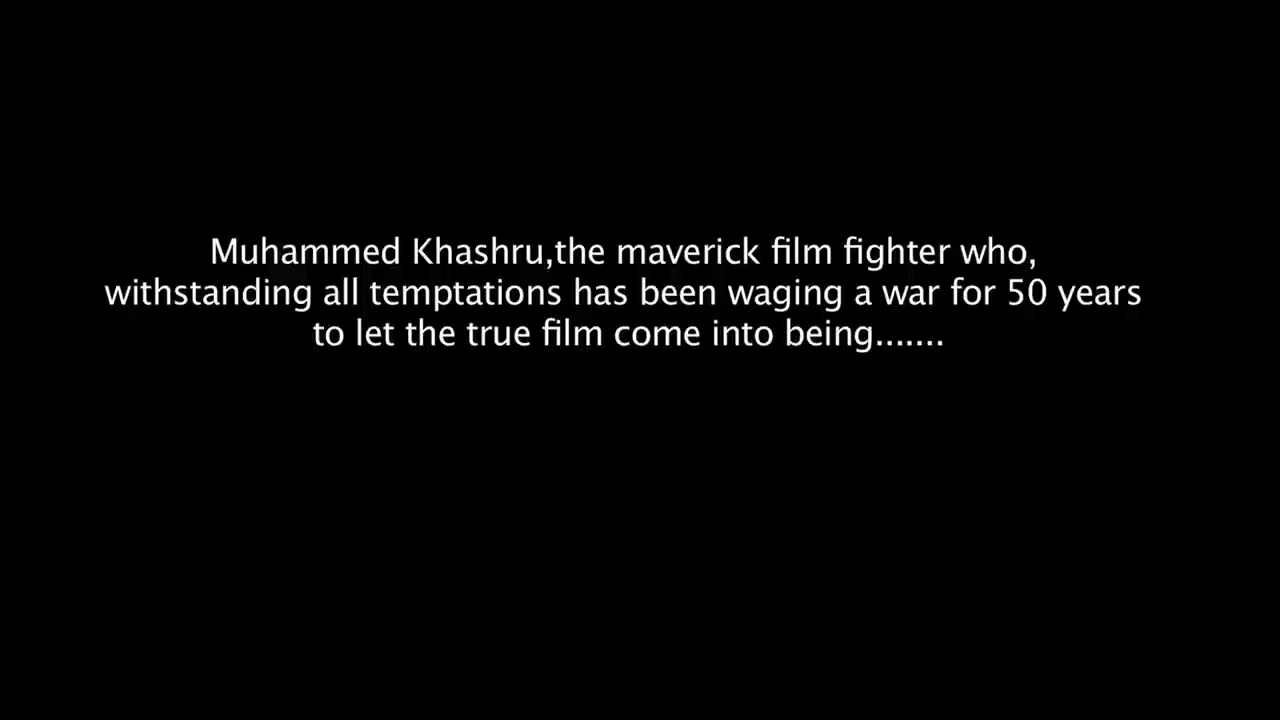 Muhammed Khashru,the maverick film fighter who,
withstanding all temptations has been waging a war for 50 years
to let the true film come into being.......